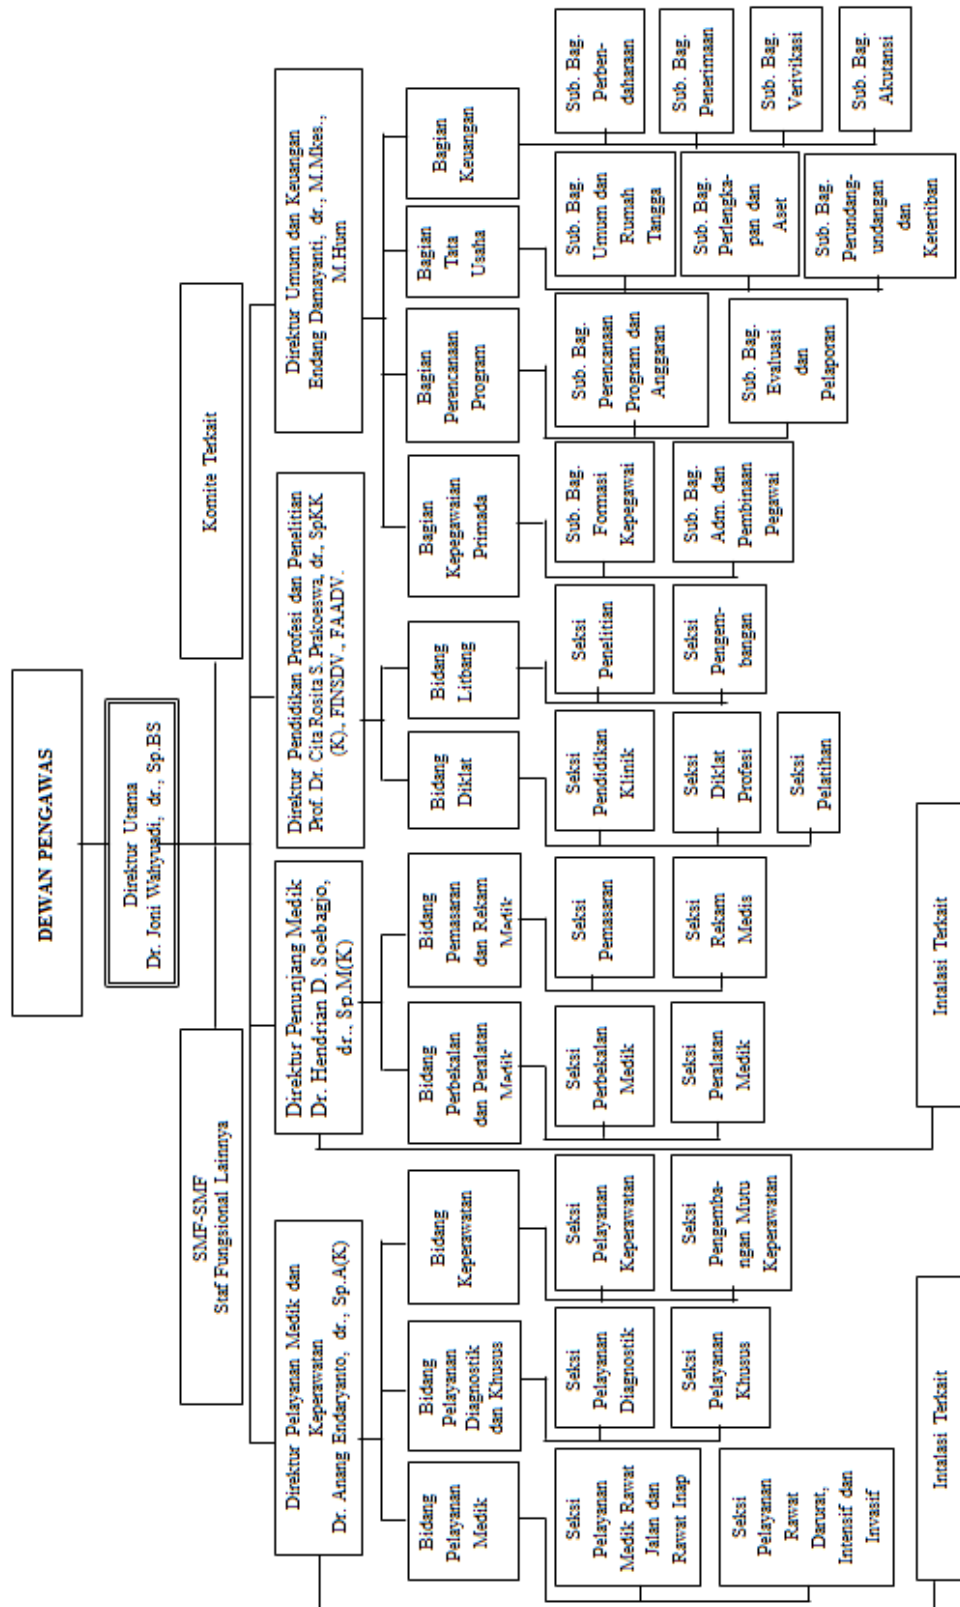 DEWAN PENGAWAS
Direktur Utama
Dr. Joni Wahyuadi, dr., Sp.BS
SMF-SMF
Staf Fungsional Lainnya
Komite Terkait
Direktur Pelayanan Medik dan
Keperawatan
Dr. Anang Endaryanto, dr., Sp.A(K)
Direktur Penunjang Medik
Dr. Hendrian D. Soebagjo,
dr., Sp.M(K)
Direktur Pendidikan Profesi dan Penelitian
Prof. Dr. Cita Rosita S. Prakoeswa, dr., SpKK
(K)., FINSDV., FAADV.
Direktur Umum dan Keuangan
Endang Damayanti, dr., M.Mkes.,
M.Hum
Bidang
Pelayanan
Medik
Bidang
Pelayanan
Diagnostik
dan Khusus
Bidang
Keperawatan
Bidang
Perbekalan
dan Peralatan
Medik
Bidang
Pemasaran
dan Rekam
Medik
Bidang
Diklat
Bidang
Litbang
Bagian
Kepegawaian
Primada
Bagian
Perencanaan
Program
Bagian
Tata
Usaha
Bagian
Keuangan
Seksi
Pelayanan
Medik Rawat
Jalan dan
Rawat Inap
Seksi
Pelayanan
Rawat
Darurat,
Intensif dan
Invasif
Seksi
Pelayanan
Diagnostik
Seksi
Pelayanan
Khusus
Seksi
Pelayanan
Keperawatan
Seksi
Pengemba-
ngan Mutu
Keperawatan
Seksi
Perbekalan
Medik
Seksi
Peralatan
Medik
Seksi
Pemasaran
Seksi
Rekam
Medis
Seksi
Pendidikan
Klinik
Seksi
Diklat
Profesi
Seksi
Pelatihan
Seksi
Penelitian
Seksi
Pengem-
bangan
Sub. Bag.
Formasi
Kepegawai
Sub. Bag.
Adm. dan
Pembinaan
Pegawai
Sub. Bag.
Perencanaan
Program dan
Anggaran
Sub. Bag.
Evaluasi
dan
Pelaporan
Sub. Bag.
Umum dan
Rumah
Tangga
Sub. Bag.
Perlengka-
pan dan
Aset
Sub. Bag.
Perundang-
undangan
dan
Ketertiban
Sub. Bag.
Perben-
daharaan
Sub. Bag.
Penerimaan
Sub. Bag.
Verivikasi
Sub. Bag.
Akutansi
Intalasi Terkait
Intalasi Terkait